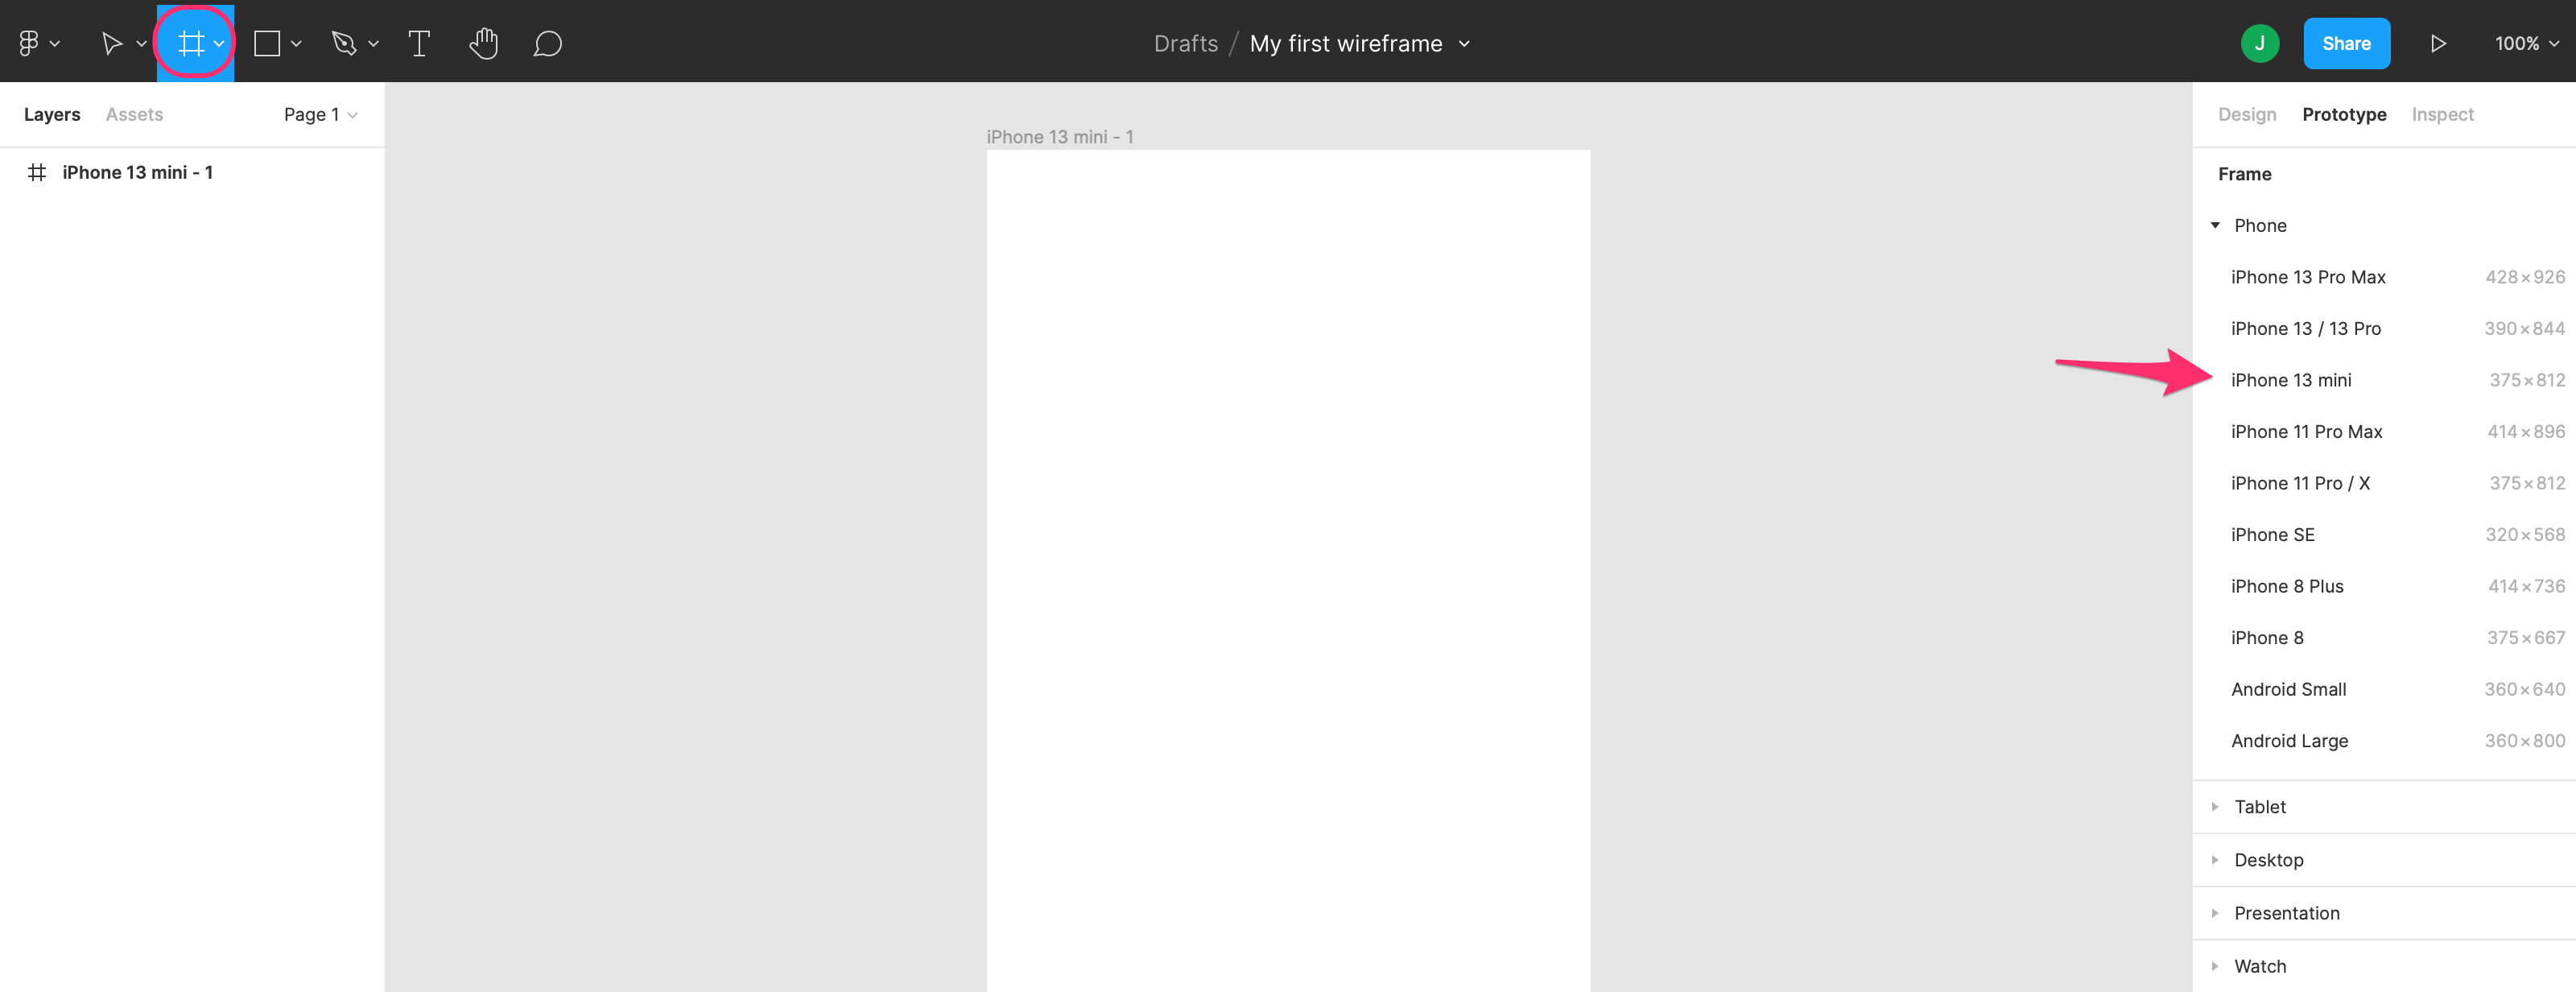 Drafts / My first wireframe
J
Share
100%
Layers
Assets
Page 1
iPhone 13 mini - 1
iPhone 13 mini - 1
Design
Prototype
Inspect
Frame
Phone
iPhone 13 Pro Max 428×926
iPhone 13 / 13 Pro 390×844
iPhone 13 mini 375×812
iPhone 11 Pro Max 414×896
iPhone 11 Pro / X 375×812
iPhone SE 320×568
iPhone 8 Plus 414×736
iPhone 8 375×667
Android Small 360×640
Android Large 360×800
Tablet
Desktop
Presentation
Watch